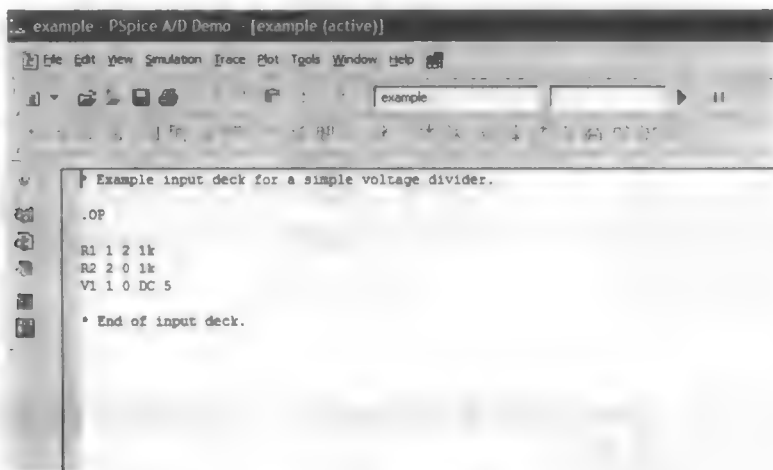 example - PSpice A/D Demo - [example (active)]
File Edit View Simulation Trace Plot Tools Window Help
example
* Example input deck for a simple voltage divider.
.OP
R1 1 2 1k
R2 2 0 1k
V1 1 0 DC 5
* End of input deck.